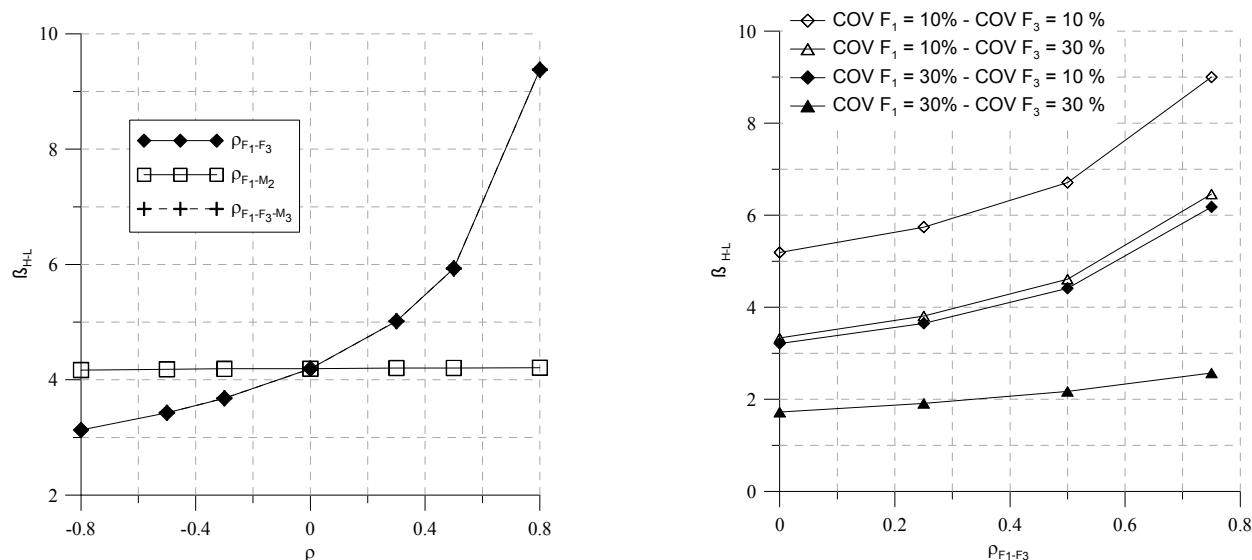 10
8
6
4
2
ß H-L
ρF1-F3
ρF1-M2
ρF1-F3-M3
-0.8 -0.4 0 0.4 0.8
ρ
COV F1 = 10% - COV F3 = 10 %
COV F1 = 10% - COV F3 = 30 %
COV F1 = 30% - COV F3 = 10 %
COV F1 = 30% - COV F3 = 30 %
10
8
6
4
2
0
ß H-L
0 0.2 0.4 0.6 0.8
ρF1-F3